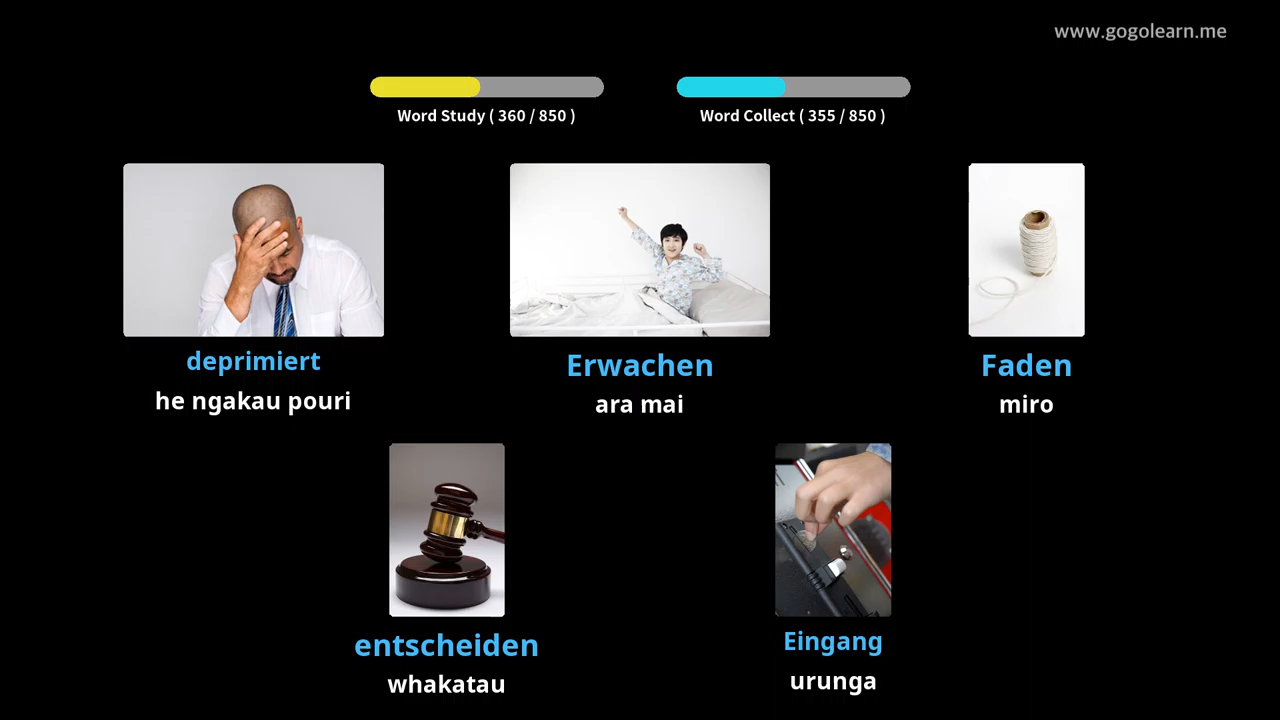 www.gogolearn.me
Word Study ( 360 / 850 )
Word Collect ( 355 / 850 )
deprimiert
he ngakau pouri
Erwachen
ara mai
Faden
miro
entscheiden
whakatau
Eingang
urunga